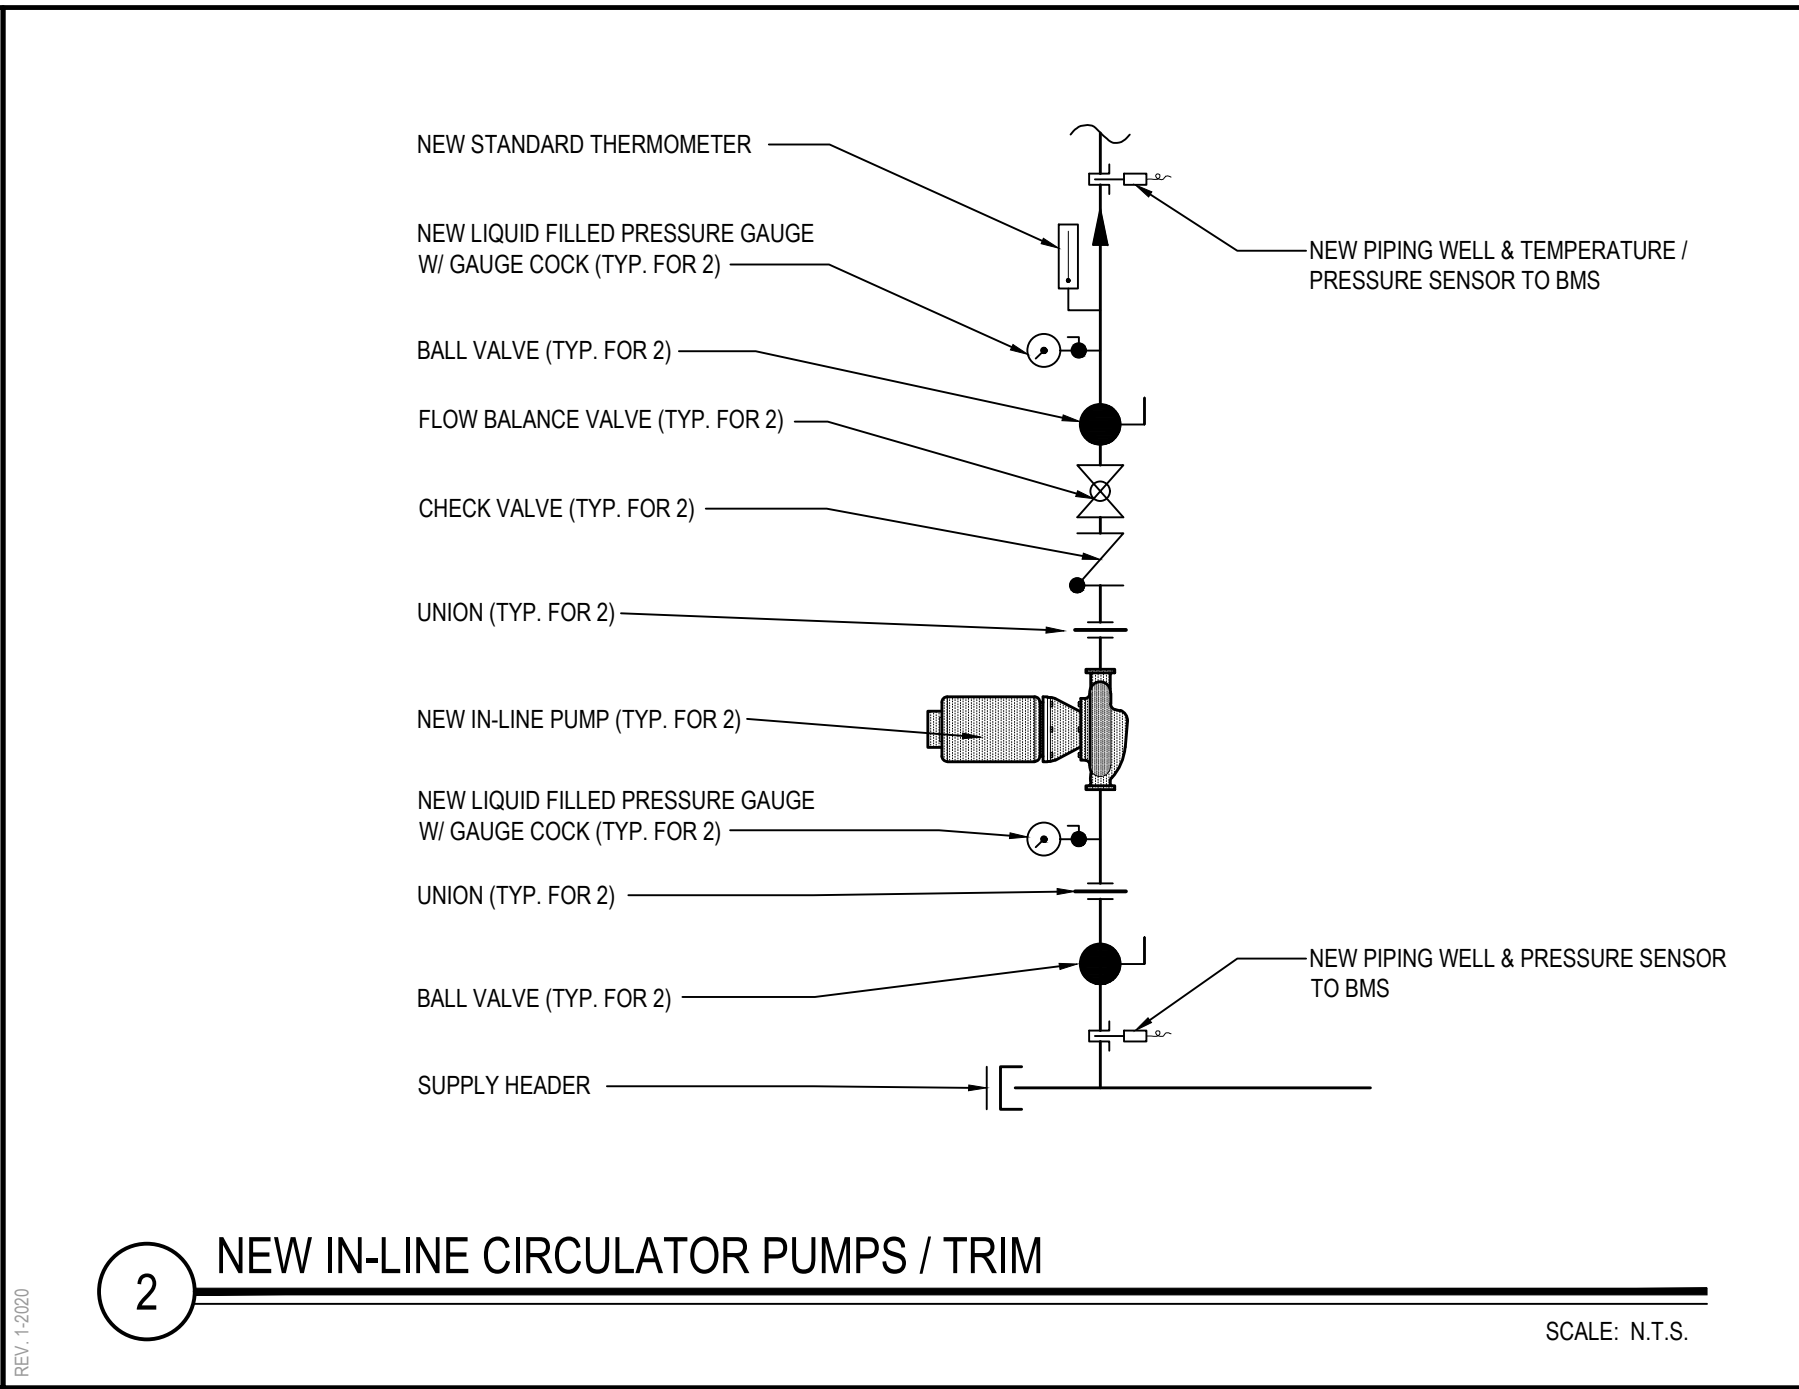 NEW STANDARD THERMOMETER
NEW LIQUID FILLED PRESSURE GAUGE
W/ GAUGE COCK (TYP. FOR 2)
NEW PIPING WELL & TEMPERATURE /
PRESSURE SENSOR TO BMS
BALL VALVE (TYP. FOR 2)
FLOW BALANCE VALVE (TYP. FOR 2)
CHECK VALVE (TYP. FOR 2)
UNION (TYP. FOR 2)
NEW IN-LINE PUMP (TYP. FOR 2)
NEW LIQUID FILLED PRESSURE GAUGE
W/ GAUGE COCK (TYP. FOR 2)
UNION (TYP. FOR 2)
NEW PIPING WELL & PRESSURE SENSOR
TO BMS
BALL VALVE (TYP. FOR 2)
SUPPLY HEADER
2
NEW IN-LINE CIRCULATOR PUMPS / TRIM
SCALE: N.T.S.
REV. 1-2020